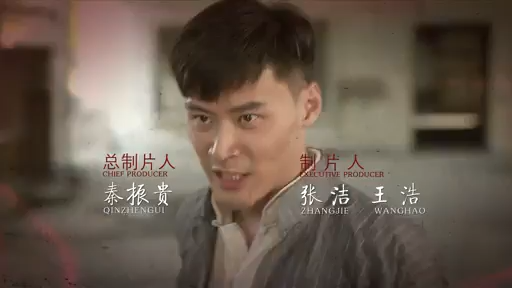 总制片人
CHIEF PRODUCER
秦振贵
QINZHENGUI
制片人
EXECUTIVE PRODUCER
张洁 王浩
ZHANGJIE WANGHAO